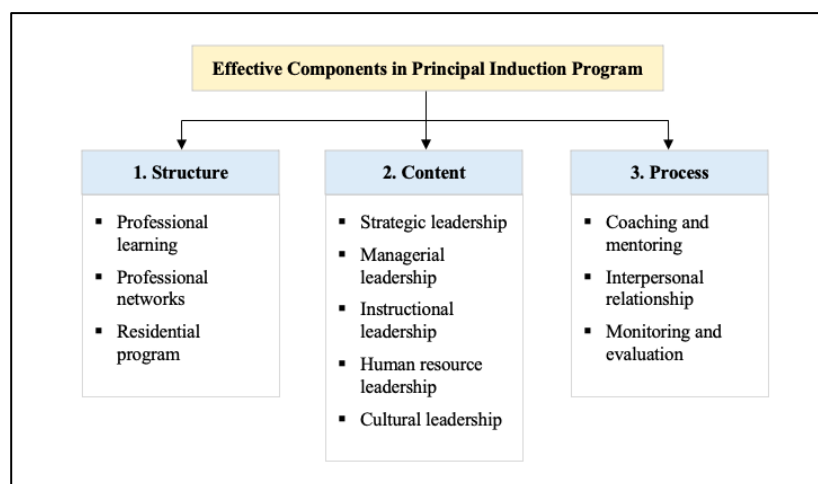 Effective Components in Principal Induction Program
1. Structure
▪ Professional
learning
▪ Professional
networks
▪ Residential
program
2. Content
▪ Strategic leadership
▪ Managerial
leadership
▪ Instructional
leadership
▪ Human resource
leadership
▪ Cultural leadership
3. Process
▪ Coaching and
mentoring
▪ Interpersonal
relationship
▪ Monitoring and
evaluation